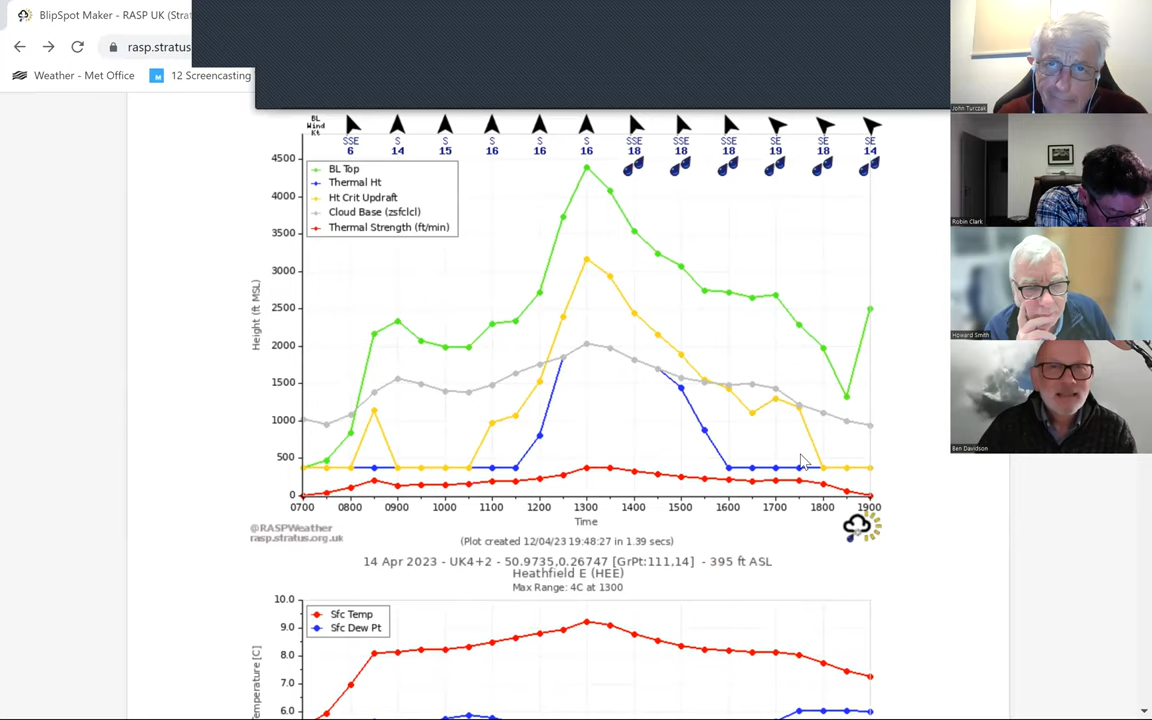 BlipSpot Maker - RASP UK (Strat
rasp.stratus
Weather - Met Office
12 Screencasting
John Turczak
Robin Clark
Howard Smith
Ben Davidson
BL
Wind
Kt
SSE S S S S S SSE SSE SSE SE SE SE
6 14 15 16 16 16 18 18 18 19 18 14
BL Top
Thermal Ht
Ht Crit Updraft
Cloud Base (zsfclcl)
Thermal Strength (ft/min)
Height (ft MSL)
4500
4000
3500
3000
2500
2000
1500
1000
500
0
0700 0800 0900 1000 1100 1200 1300 1400 1500 1600 1700 1800 1900
Time
@RASPWeather
rasp.stratus.org.uk
(Plot created 12/04/23 19:48:27 in 1.39 secs)
14 Apr 2023 - UK4+2 - 50.9735,0.26747 [GrPt:111,14] - 395 ft ASL
Heathfield E (HEE)
Max Range: 4C at 1300
Sfc Temp
Sfc Dew Pt
Temperature [C]
10.0
9.0
8.0
7.0
6.0